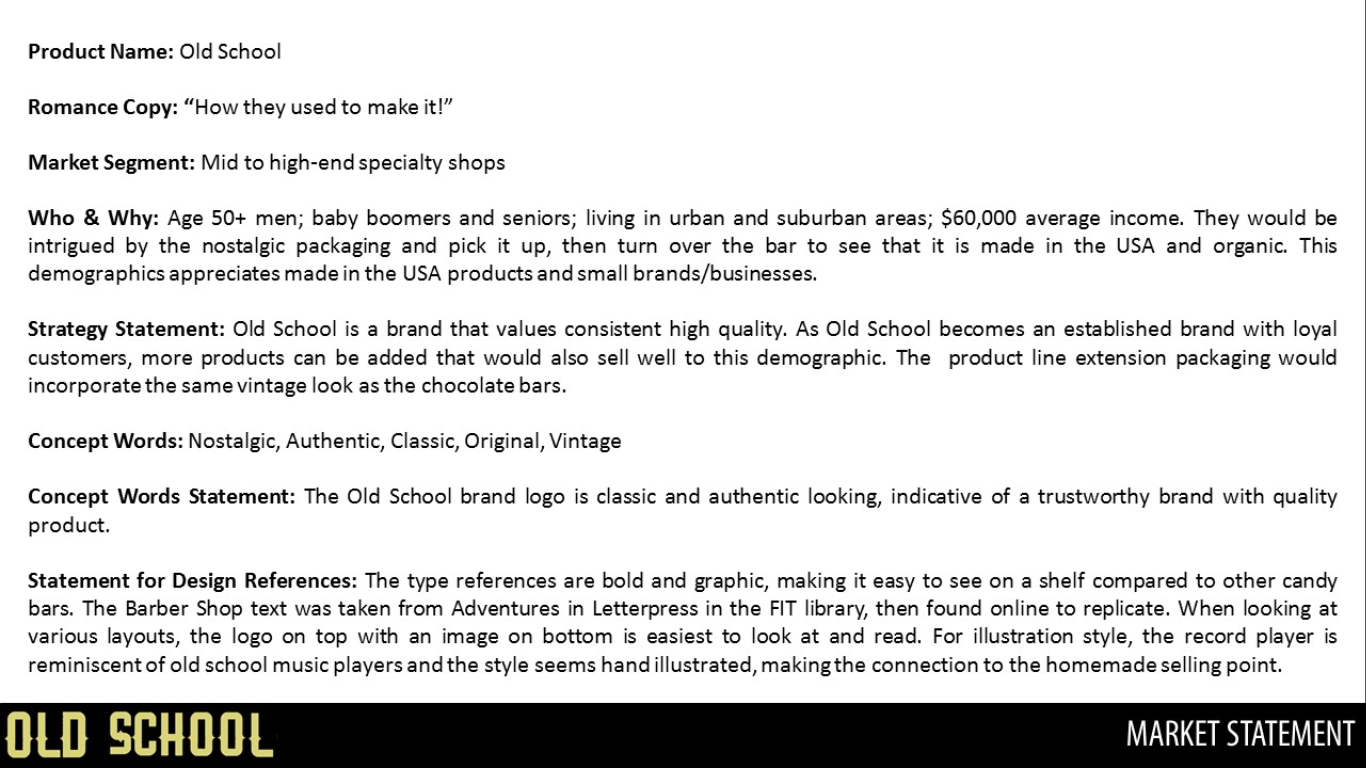 Product Name: Old School
Romance Copy: “How they used to make it!”
Market Segment: Mid to high-end specialty shops
Who & Why: Age 50+ men; baby boomers and seniors; living in urban and suburban areas; $60,000 average income. They would be
intrigued by the nostalgic packaging and pick it up, then turn over the bar to see that it is made in the USA and organic. This
demographics appreciates made in the USA products and small brands/businesses.
Strategy Statement: Old School is a brand that values consistent high quality. As Old School becomes an established brand with loyal
customers, more products can be added that would also sell well to this demographic. The product line extension packaging would
incorporate the same vintage look as the chocolate bars.
Concept Words: Nostalgic, Authentic, Classic, Original, Vintage
Concept Words Statement: The Old School brand logo is classic and authentic looking, indicative of a trustworthy brand with quality
product.
Statement for Design References: The type references are bold and graphic, making it easy to see on a shelf compared to other candy
bars. The Barber Shop text was taken from Adventures in Letterpress in the FIT library, then found online to replicate. When looking at
various layouts, the logo on top with an image on bottom is easiest to look at and read. For illustration style, the record player is
reminiscent of old school music players and the style seems hand illustrated, making the connection to the homemade selling point.
OLD SCHOOL
MARKET STATEMENT